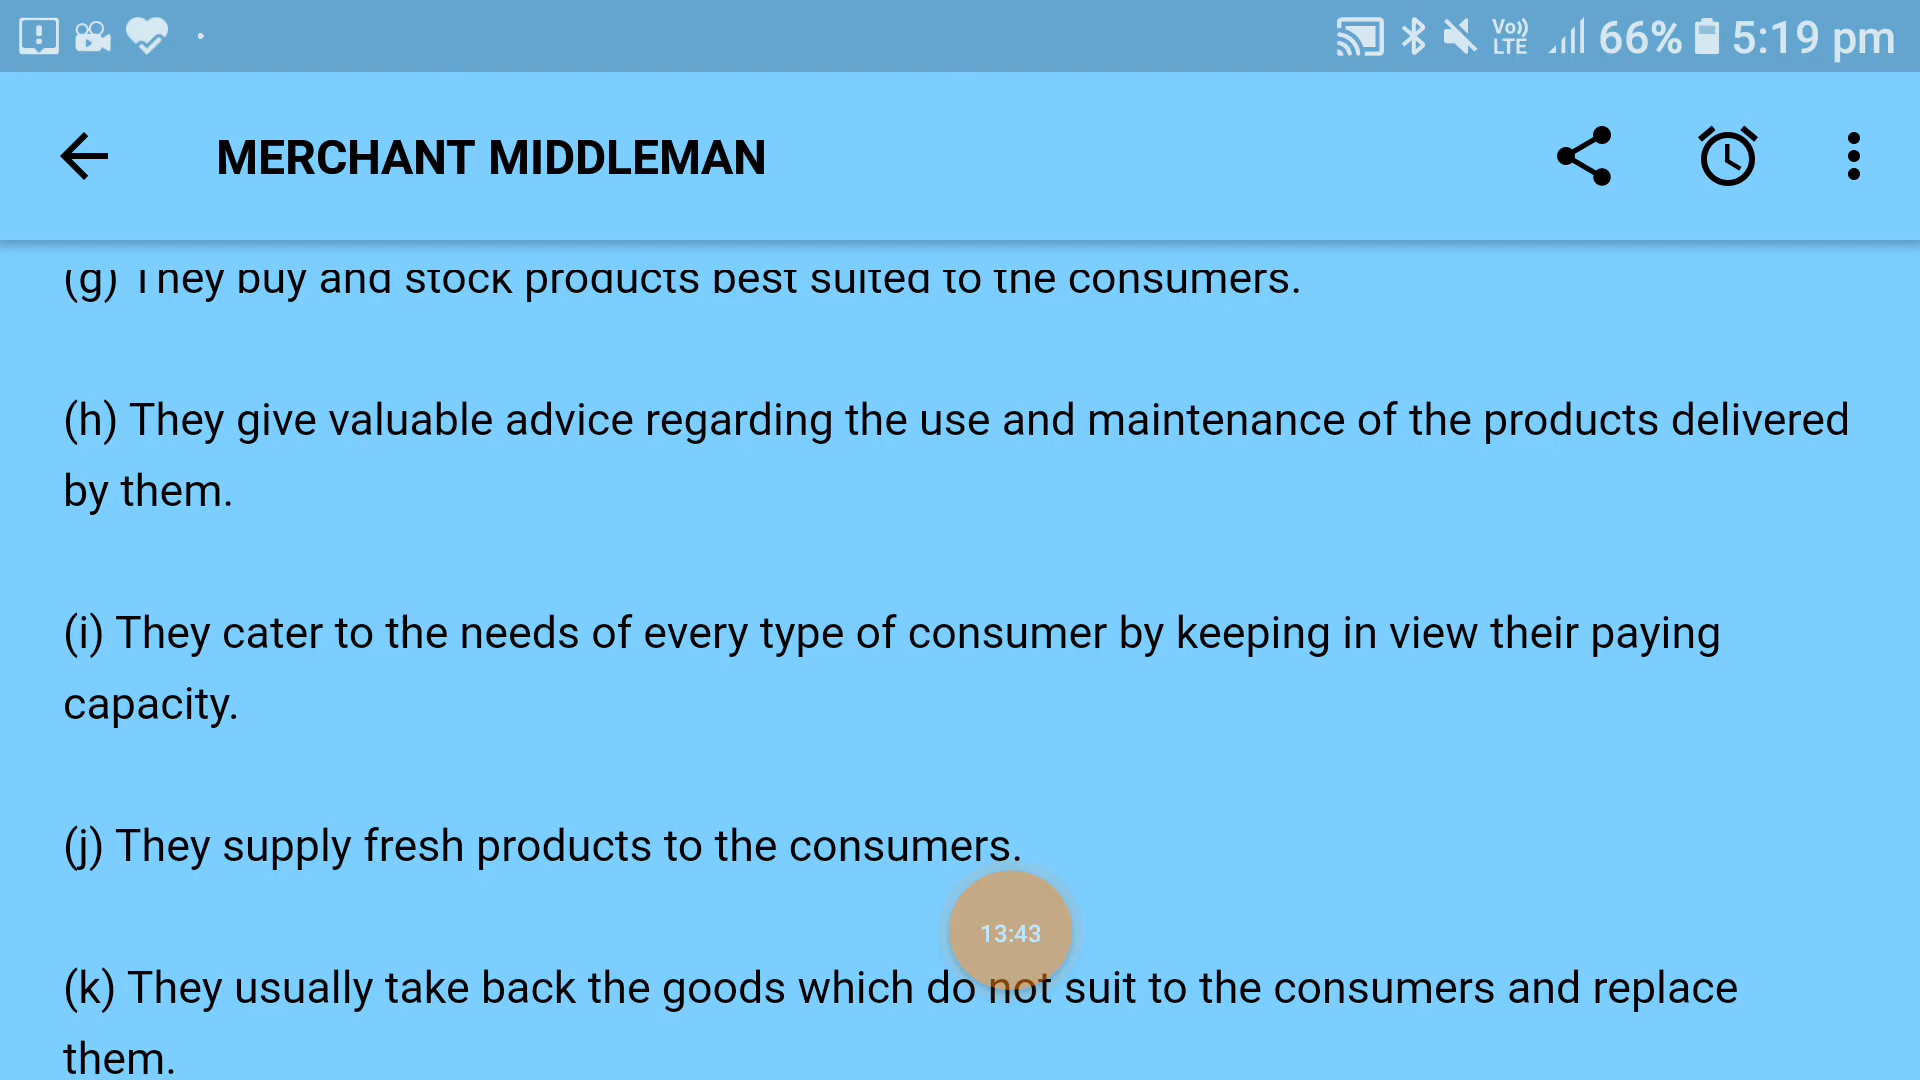 Vo)) LTE 66% 5:19 pm
MERCHANT MIDDLEMAN
(g) They buy and stock products best suited to the consumers.
(h) They give valuable advice regarding the use and maintenance of the products delivered
by them.
(i) They cater to the needs of every type of consumer by keeping in view their paying
capacity.
(j) They supply fresh products to the consumers.
13:43
(k) They usually take back the goods which do not suit to the consumers and replace
them.